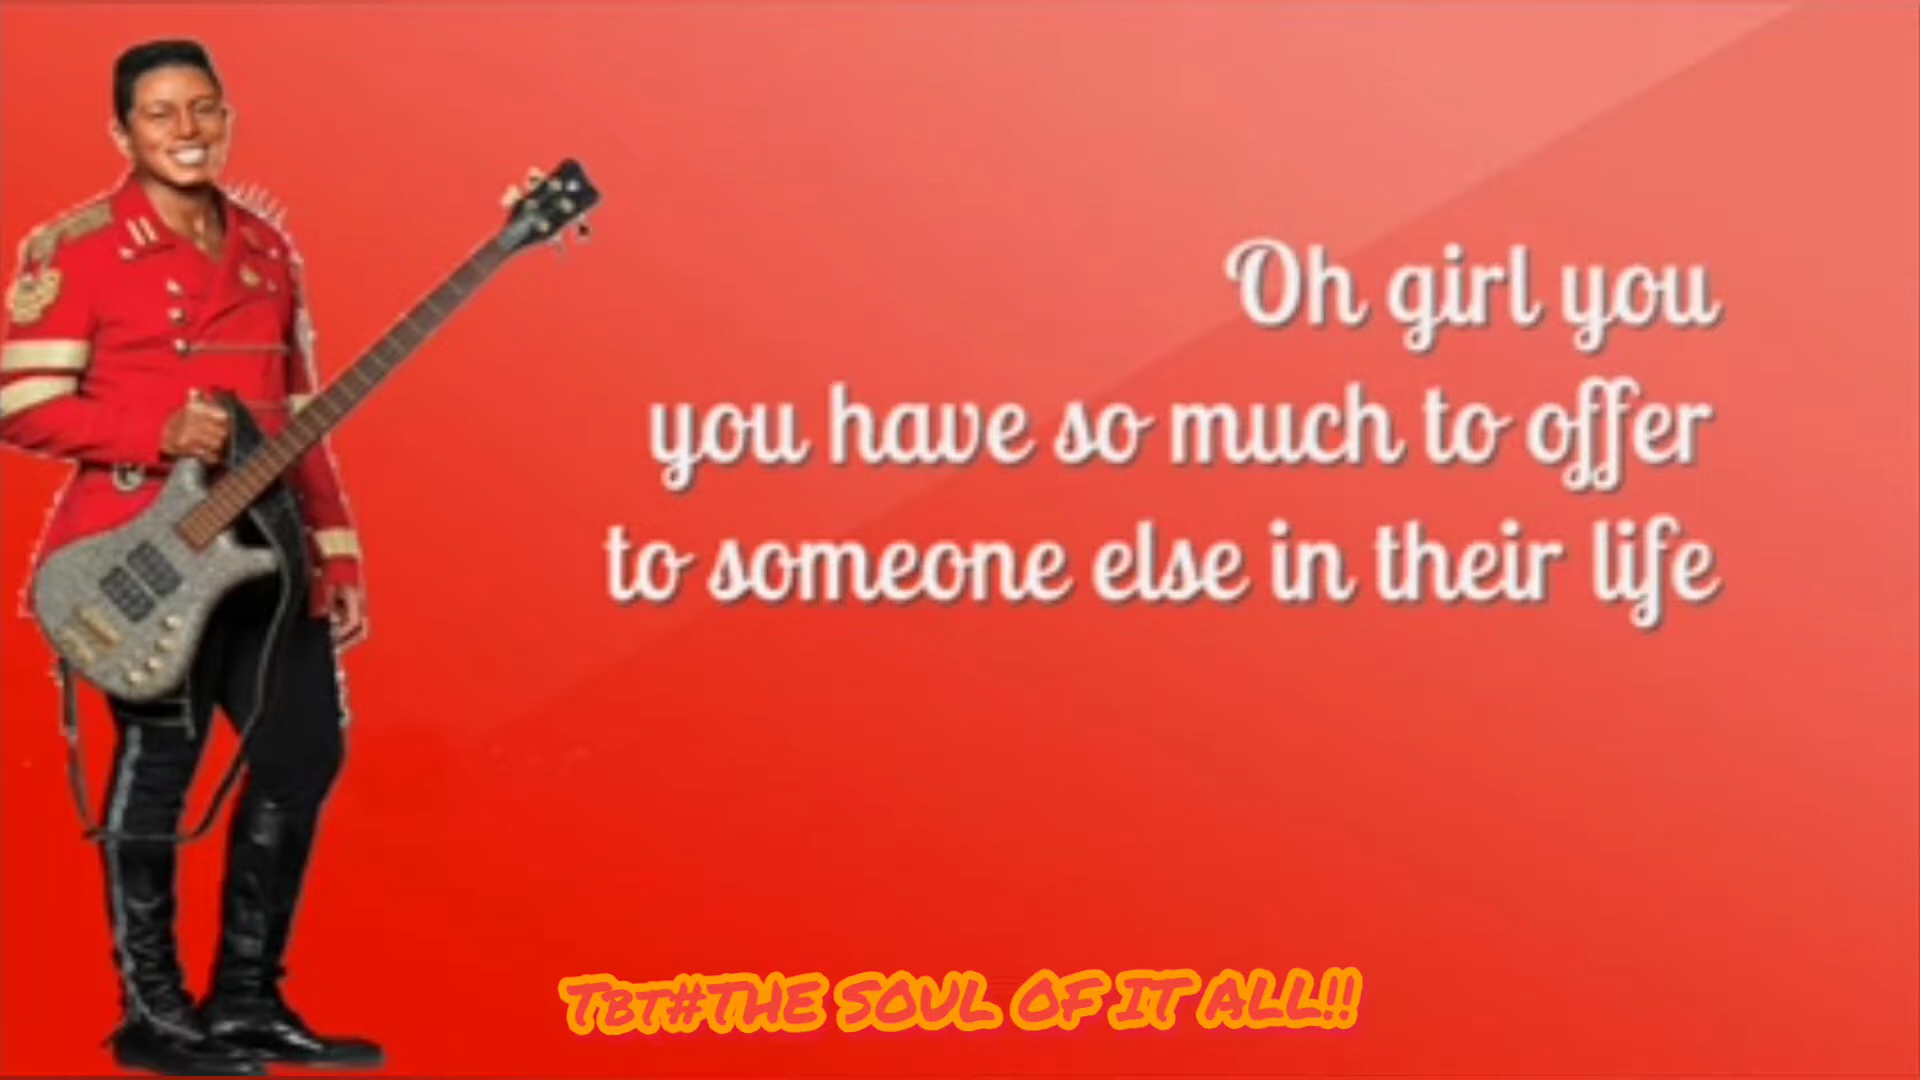 Oh girl you
you have so much to offer
to someone else in their life
TBT#THE SOUL OF IT ALL!!